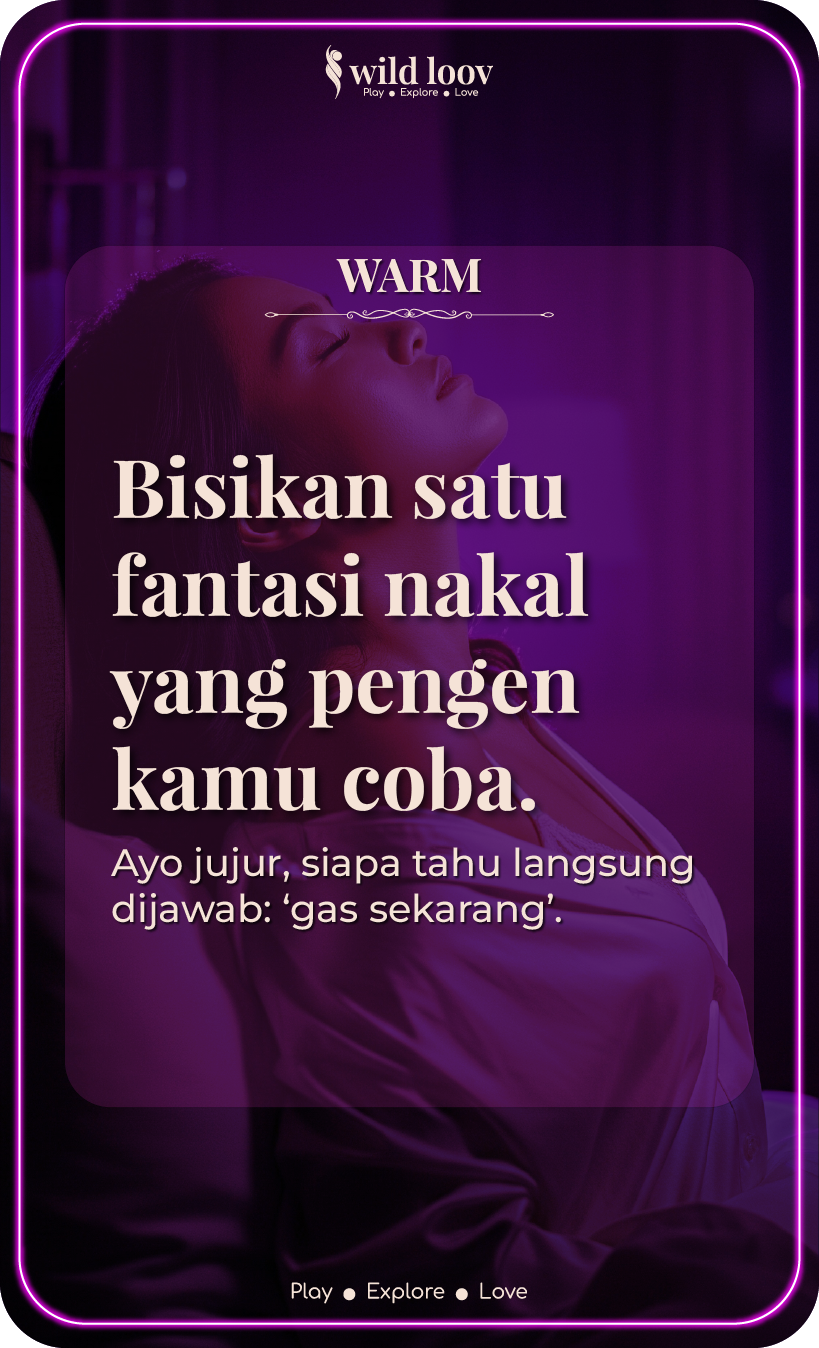 wild loov
Play ● Explore ● Love
WARM
Bisikan satu
fantasi nakal
yang pengen
kamu coba.
Ayo jujur, siapa tahu langsung
dijawab: ‘gas sekarang’.
Play ● Explore ● Love